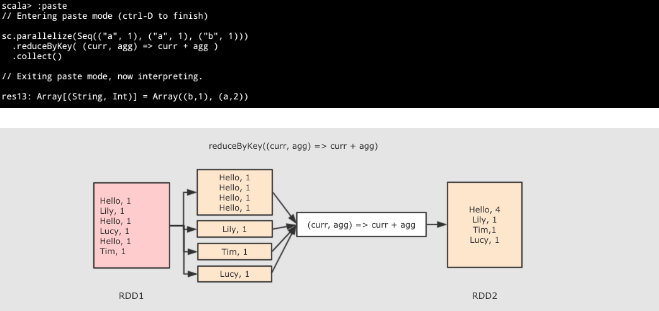 scala> :paste
// Entering paste mode (ctrl-D to finish)
sc.parallelize(Seq(("a", 1), ("a", 1), ("b", 1)))
.reduceByKey( (curr, agg) => curr + agg )
.collect()
// Exiting paste mode, now interpreting.
res13: Array[(String, Int)] = Array((b,1), (a,2))
reduceByKey((curr, agg) => curr + agg)
Hello, 1
Lily, 1
Hello, 1
Lucy, 1
Hello, 1
Tim, 1
RDD1
Hello, 1
Hello, 1
Hello, 1
Hello, 1
Lily, 1
Tim, 1
Lucy, 1
(curr, agg) => curr + agg
Hello, 4
Lily, 1
Tim,1
Lucy, 1
RDD2